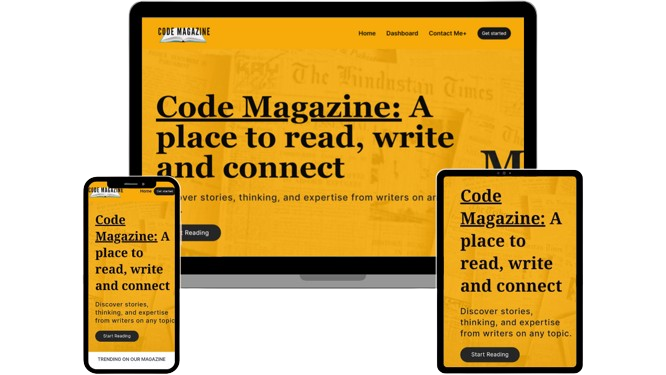 CODE MAGAZINE
Home Dashboard Contact Me+ Get started
The Hindustan Times
Code Magazine: A
place to read, write
and connect
M
ver stories, thinking, and expertise from writers on an
Reading
CODE MAGAZINE
Home Get started
Code
Magazine: A
place to
read, write
and connect
Discover stories,
thinking, and expertise
from writers on any topic
Start Reading
TRENDING ON OUR MAGAZINE
Code
Magazine: A
place to
read, write
and connect
Discover stories,
thinking, and expertise
from writers on any topic.
Start Reading